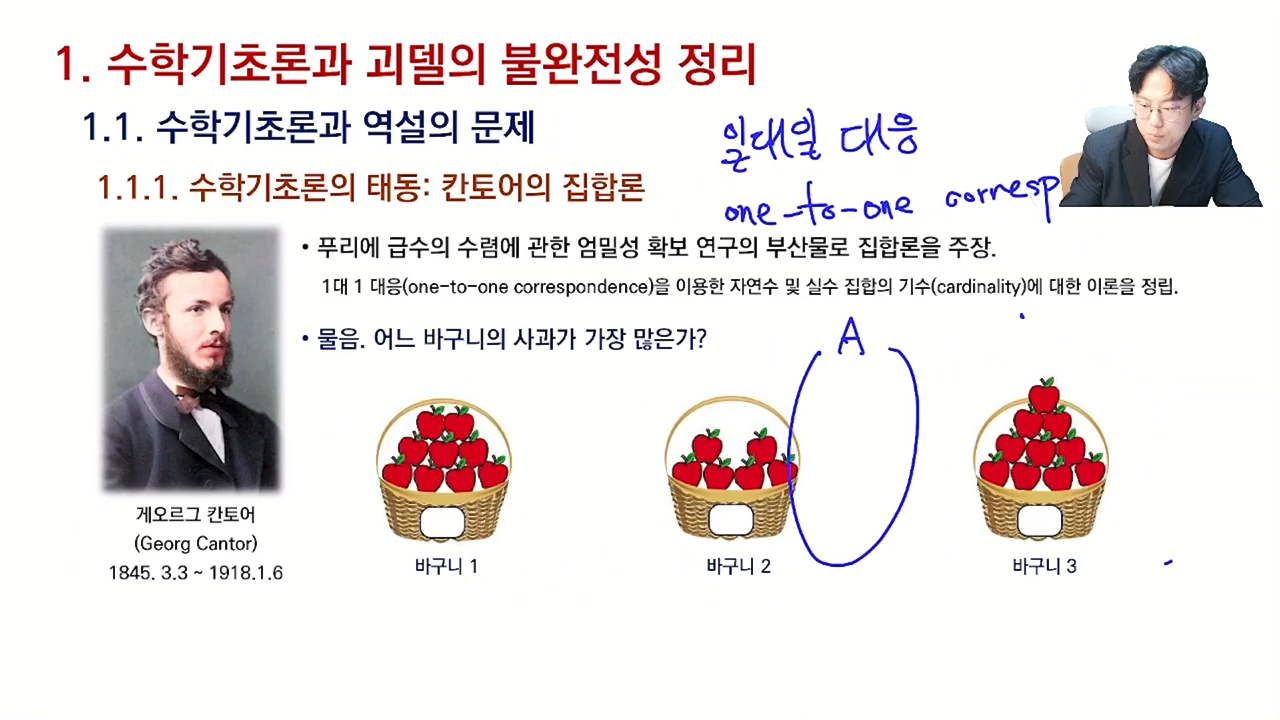 1. 수학기초론과 괴델의 불완전성 정리
1.1. 수학기초론과 역설의 문제
1.1.1. 수학기초론의 태동: 칸토어의 집합론
일대일 대응
one-to-one corresp
• 푸리에 급수의 수렴에 관한 엄밀성 확보 연구의 부산물로 집합론을 주장.
1대 1 대응(one-to-one correspondence)을 이용한 자연수 및 실수 집합의 기수(cardinality)에 대한 이론을 정립.
• 물음. 어느 바구니의 사과가 가장 많은가?
A
게오르그 칸토어
(Georg Cantor)
1845. 3.3 ~ 1918.1.6
바구니 1
바구니 2
바구니 3